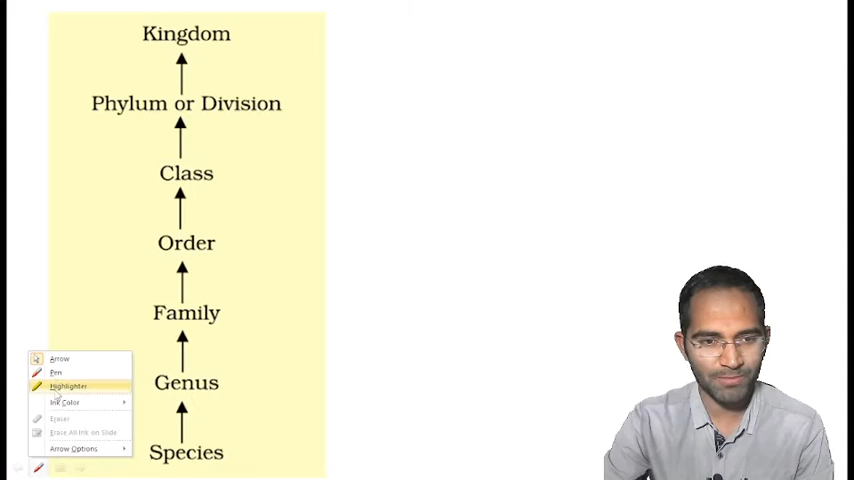 Kingdom
Phylum or Division
Class
Order
Family
Genus
Species
Arrow
Pen
Highlighter
Ink Color
Eraser
Erase All Ink on Slide
Arrow Options